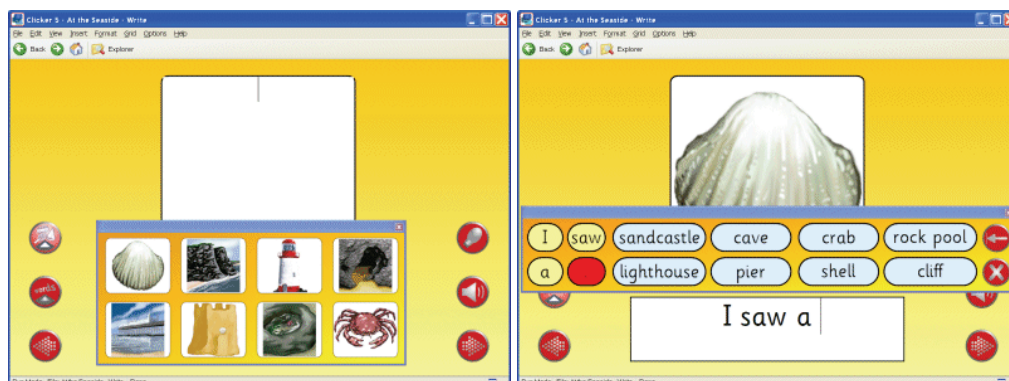 Clicker 5 - At the Seaside - Write
File Edit View Insert Format Grid Options Help
Back Explorer
words
Clicker 5 - At the Seaside - Write
File Edit View Insert Format Grid Options Help
Back Explorer
I saw sandcastle cave crab rock pool
a lighthouse pier shell cliff
I saw a